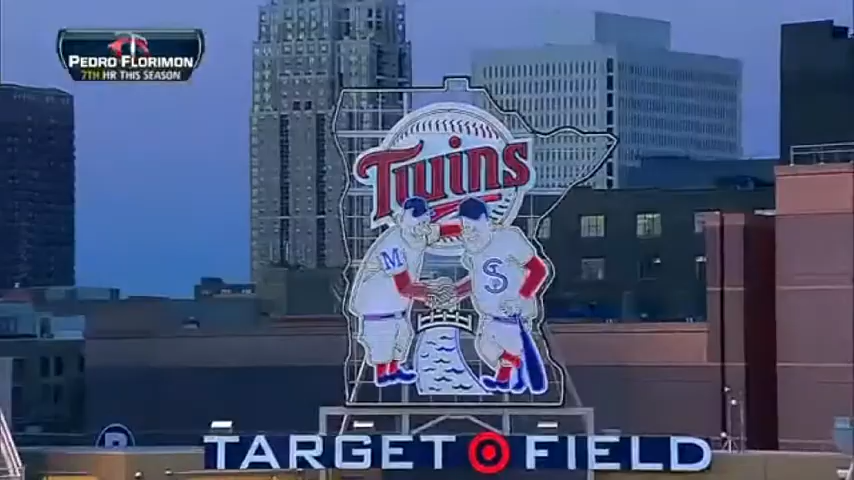 PEDRO FLORIMON
7TH HR THIS SEASON
Twins
M
S
TARGET FIELD